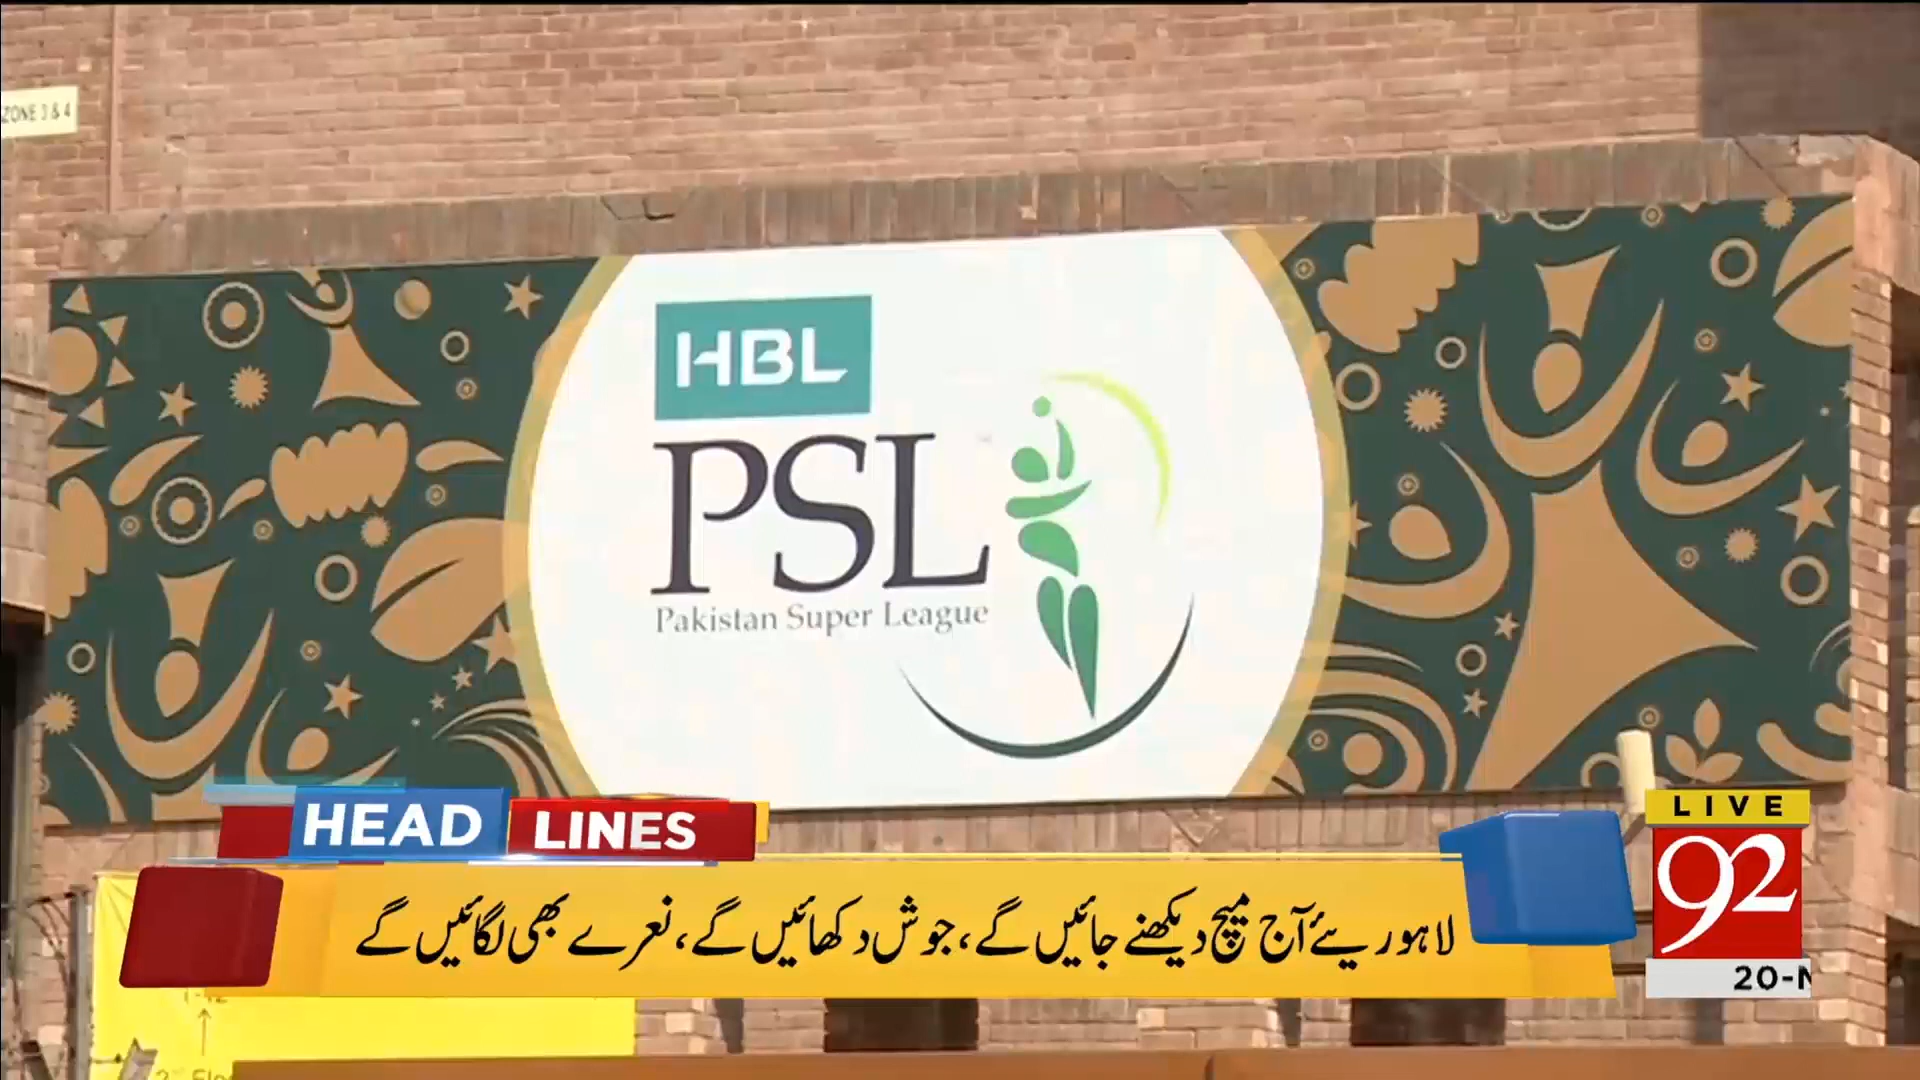 ZONE 3 & 4
HBL
PSL
Pakistan Super League
HEAD LINES
لاہوریئے آج میچ دیکھنے جائیں گے، جوش دکھائیں گے، نعرے بھی لگائیں گے
LIVE
92
20-